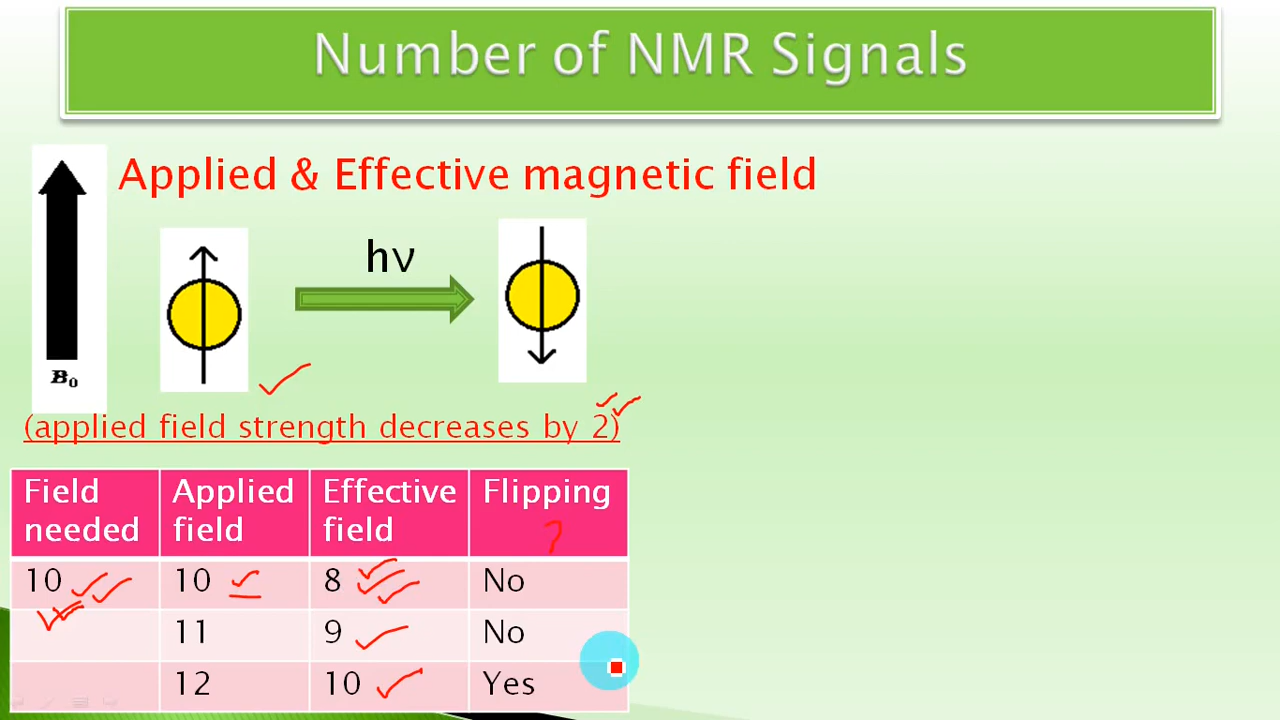 Number of NMR Signals
Applied & Effective magnetic field
hν
B₀
(applied field strength decreases by 2)
Field needed Applied field Effective field Flipping ?
10 10 8 No
11 9 No
12 10 Yes